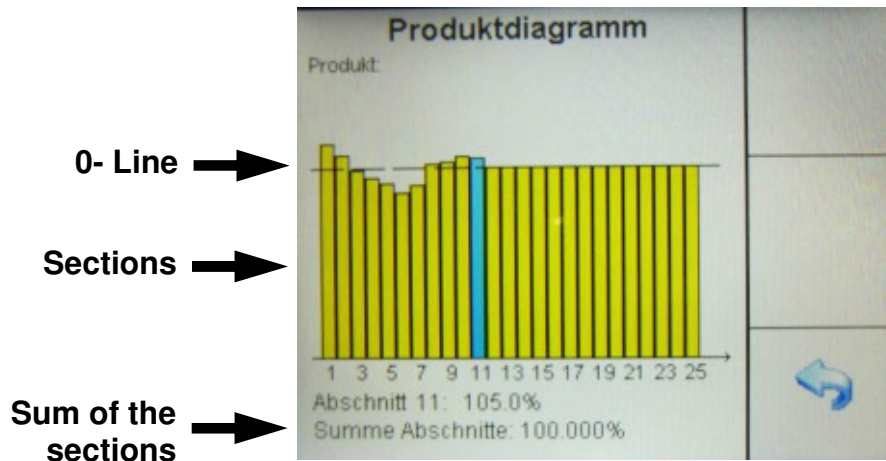 Produktdiagramm
Produkt:
0- Line
Sections
1 3 5 7 9 11 13 15 17 19 21 23 25
Abschnitt 11: 105.0%
Summe Abschnitte: 100.000%
Sum of the
sections